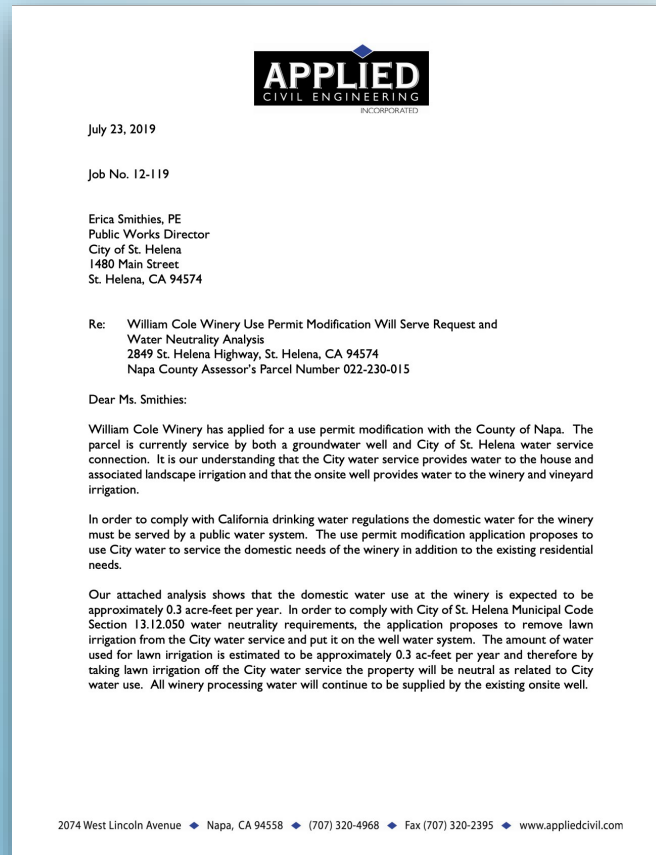 APPLIED
CIVIL ENGINEERING
INCORPORATED
July 23, 2019
Job No. 12-119
Erica Smithies, PE
Public Works Director
City of St. Helena
1480 Main Street
St. Helena, CA 94574
Re: William Cole Winery Use Permit Modification Will Serve Request and
Water Neutrality Analysis
2849 St. Helena Highway, St. Helena, CA 94574
Napa County Assessor's Parcel Number 022-230-015
Dear Ms. Smithies:
William Cole Winery has applied for a use permit modification with the County of Napa. The
parcel is currently service by both a groundwater well and City of St. Helena water service
connection. It is our understanding that the City water service provides water to the house and
associated landscape irrigation and that the onsite well provides water to the winery and vineyard
irrigation.
In order to comply with California drinking water regulations the domestic water for the winery
must be served by a public water system. The use permit modification application proposes to
use City water to service the domestic needs of the winery in addition to the existing residential
needs.
Our attached analysis shows that the domestic water use at the winery is expected to be
approximately 0.3 acre-feet per year. In order to comply with City of St. Helena Municipal Code
Section 13.12.050 water neutrality requirements, the application proposes to remove lawn
irrigation from the City water service and put it on the well water system. The amount of water
used for lawn irrigation is estimated to be approximately 0.3 ac-feet per year and therefore by
taking lawn irrigation off the City water service the property will be neutral as related to City
water use. All winery processing water will continue to be supplied by the existing onsite well.
2074 West Lincoln Avenue ◆ Napa, CA 94558 ◆ (707) 320-4968 ◆ Fax (707) 320-2395 ◆ www.appliedcivil.com